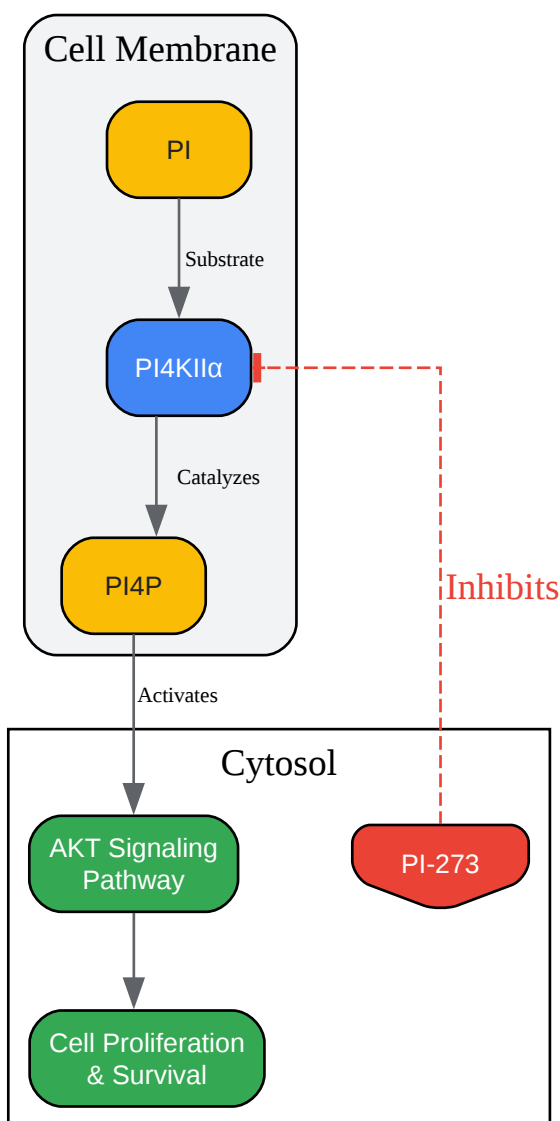 Cell Membrane
PI
Substrate
PI4KIIα
Catalyzes
PI4P
Inhibits
Activates
Cytosol
AKT Signaling
Pathway
PI-273
Cell Proliferation
& Survival